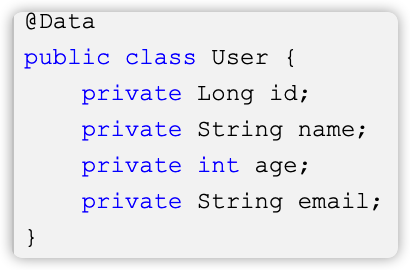 @Data
public class User {
    private Long id;
    private String name;
    private int age;
    private String email;
}